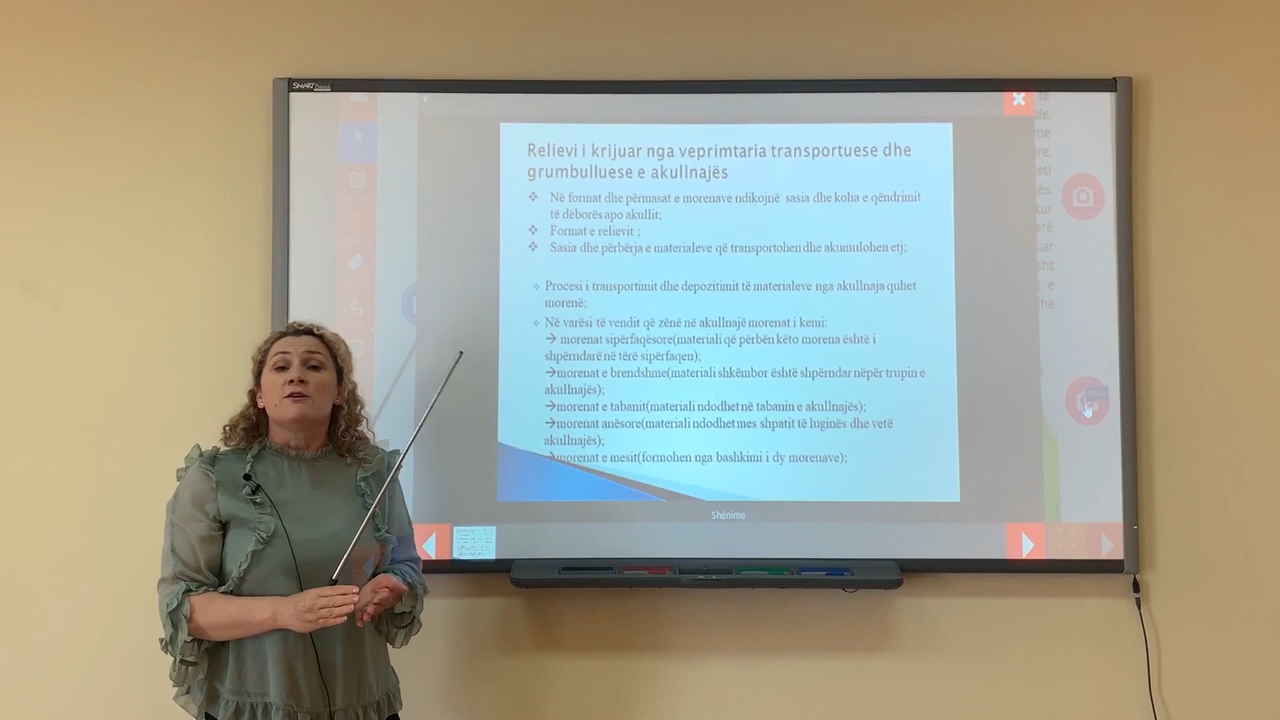 SMART Board
Relievi i krijuar nga veprimtaria transportuese dhe
grumbulluese e akullnajës
Në format dhe përmasat e morenave ndikojnë sasia dhe koha e qëndrimit
të dëborës apo akullit;
Format e relievit ;
Sasia dhe përbërja e materialeve që transportohen dhe akumulohen etj;
Procesi i transportimit dhe depozitimit të materialeve nga akullnaja quhet
morenë;
Në varësi të vendit që zënë në akullnajë morenat i kemi:
→ morenat sipërfaqësore(materiali që përbën këto morena është i
shpërndarë në tërë sipërfaqen);
→morenat e brendshme(materiali shkëmbor është shpërndar nëpër trupin e
akullnajës);
→morenat e tabanit(materiali ndodhet në tabanin e akullnajës);
→morenat anësore(materiali ndodhet mes shpatit të luginës dhe vetë
akullnajës);
→morenat e mesit(formohen nga bashkimi i dy morenave);
Shënime